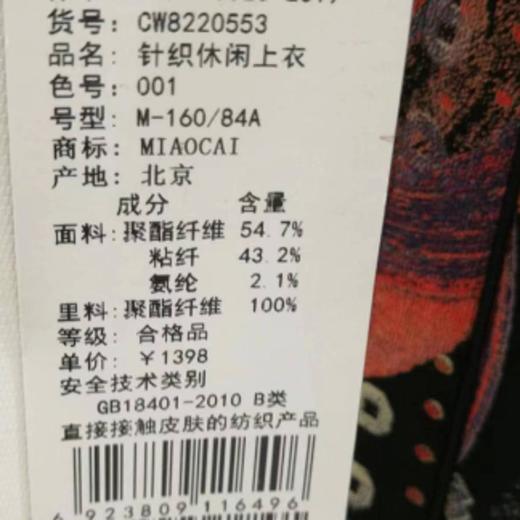 货号: CW8220553
品名: 针织休闲上衣
色号: 001
号型: M-160/84A
商标: MIAOCAI
产地: 北京
成分 含量
面料: 聚酯纤维 54.7%
粘纤 43.2%
氨纶 2.1%
里料: 聚酯纤维 100%
等级: 合格品
单价: ¥1398
安全技术类别
GB18401-2010 B类
直接接触皮肤的纺织产品
6 923809 116496